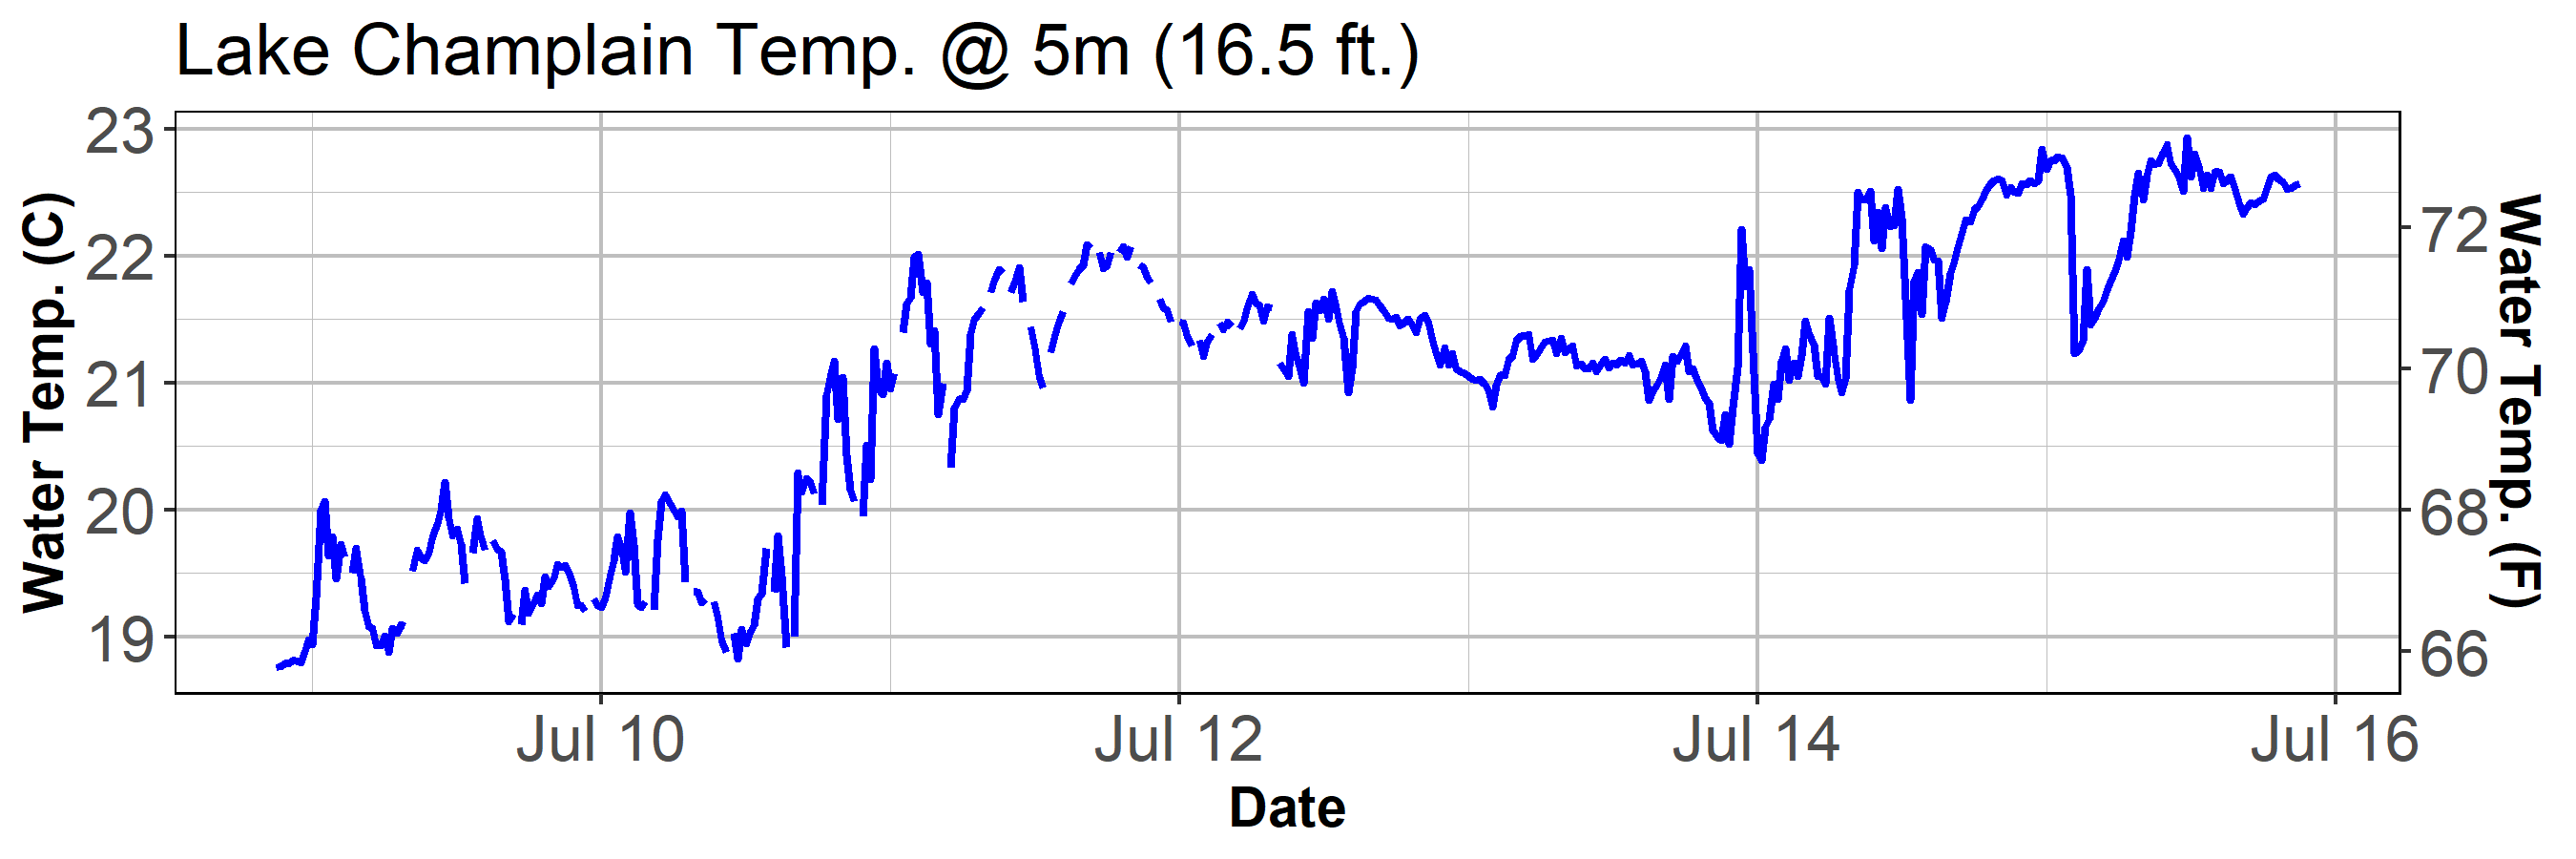 Lake Champlain Temp. @ 5m (16.5 ft.)
Water Temp. (C)
23
22
21
20
19
72
70
68
66
Water Temp. (F)
Jul 10 Jul 12 Jul 14 Jul 16
Date